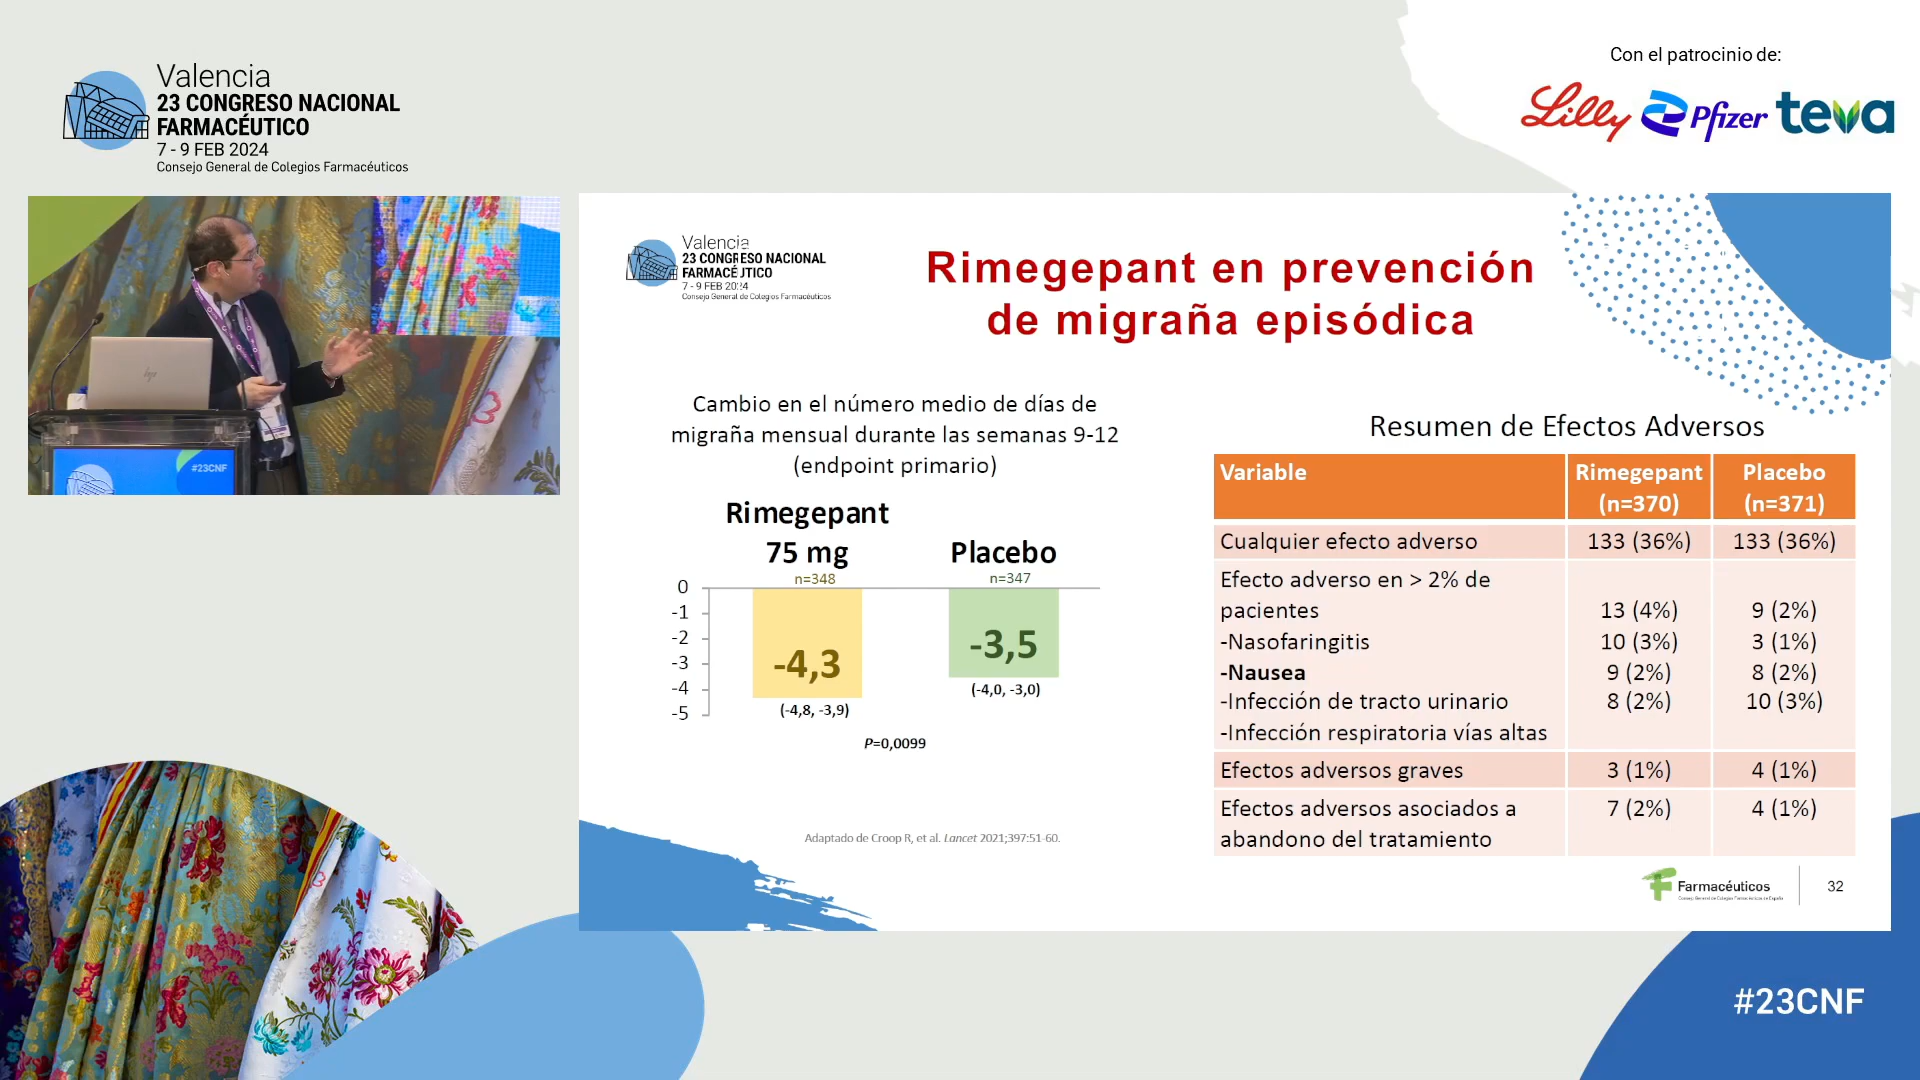 Valencia
23 CONGRESO NACIONAL
FARMACÉUTICO
7 - 9 FEB 2024
Consejo General de Colegios Farmacéuticos
Con el patrocinio de:
Lilly Pfizer teva
#23CNF
Valencia
23 CONGRESO NACIONAL
FARMACÉUTICO
7 - 9 FEB 2024
Consejo General de Colegios Farmacéuticos
Rimegepant en prevención
de migraña episódica
Cambio en el número medio de días de
migraña mensual durante las semanas 9-12
(endpoint primario)
Rimegepant
75 mg
Placebo
n=348
n=347
0
-1
-2
-3
-4
-5
-4,3
-3,5
(-4,8, -3,9)
(-4,0, -3,0)
P=0,0099
Adaptado de Croop R, et al. Lancet 2021;397:51-60.
Resumen de Efectos Adversos
Variable Rimegepant (n=370) Placebo (n=371)
Cualquier efecto adverso 133 (36%) 133 (36%)
Efecto adverso en > 2% de
pacientes 13 (4%) 9 (2%)
-Nasofaringitis 10 (3%) 3 (1%)
-Nausea 9 (2%) 8 (2%)
-Infección de tracto urinario 8 (2%) 10 (3%)
-Infección respiratoria vías altas
Efectos adversos graves 3 (1%) 4 (1%)
Efectos adversos asociados a 7 (2%) 4 (1%)
abandono del tratamiento
Farmacéuticos
Consejo General de Colegios Farmacéuticos de España
32
#23CNF